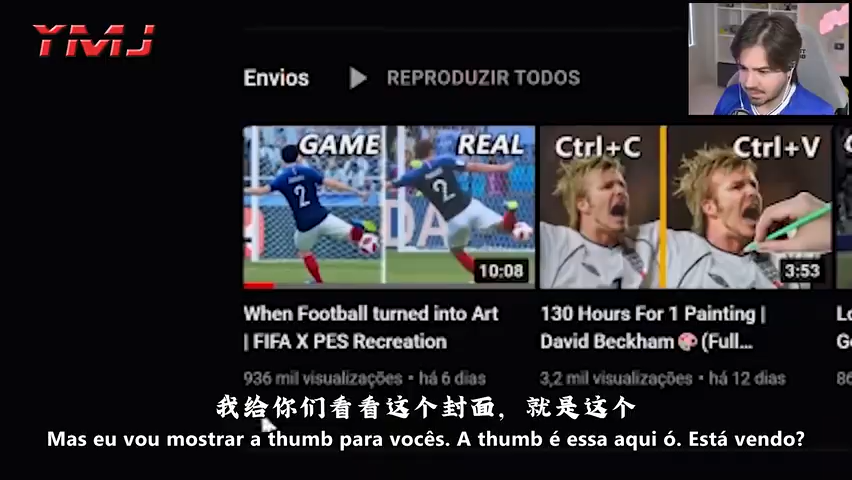 YMJ
Envios
REPRODUZIR TODOS
GAME
REAL
2
2
10:08
Ctrl+C
Ctrl+V
3:53
When Football turned into Art
| FIFA X PES Recreation
936 mil visualizações • há 6 dias
130 Hours For 1 Painting |
David Beckham 🎨 (Full...
3,2 mil visualizações • há 12 dias
我给你们看看这个封面，就是这个
Mas eu vou mostrar a thumb para vocês. A thumb é essa aqui ó. Está vendo?